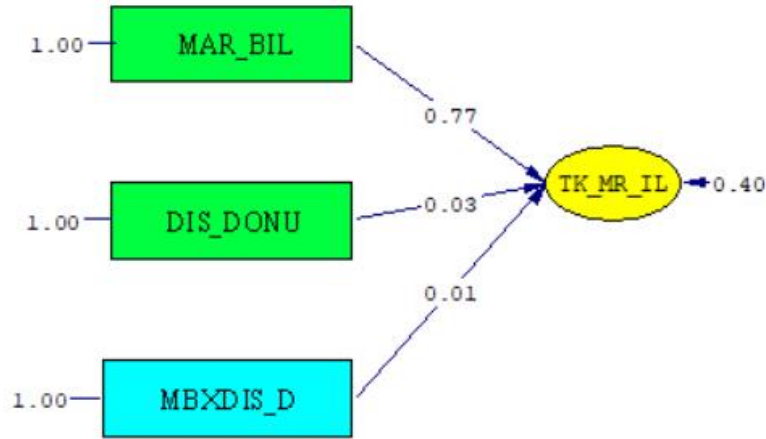 1.00 MAR_BIL
0.77
TK_MR_IL 0.40
1.00 DIS_DONU 0.03
0.01
1.00 MBXDIS_D